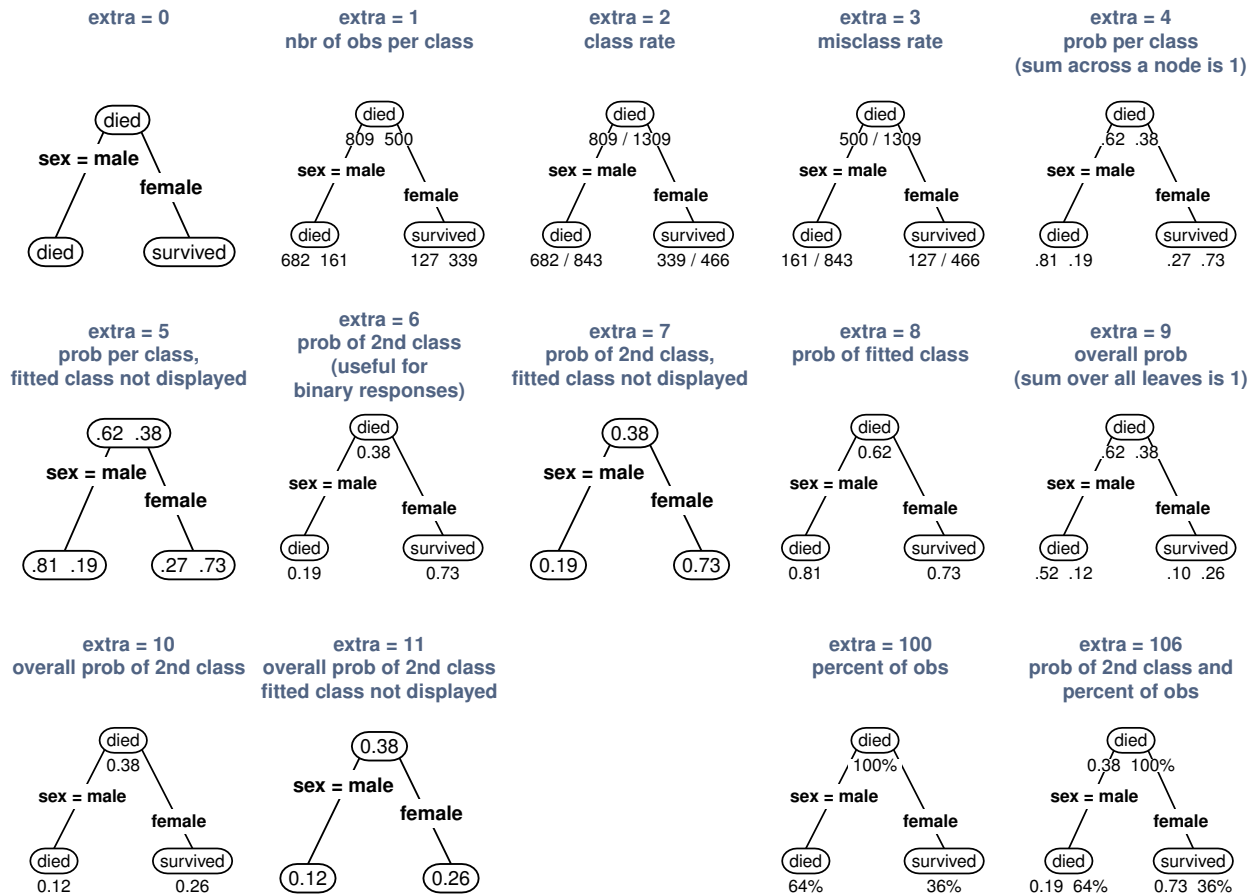 extra = 0
died
sex = male
female
died
survived
extra = 1
nbr of obs per class
died
809 500
sex = male
female
died
682 161
survived
127 339
extra = 2
class rate
died
809 / 1309
sex = male
female
died
682 / 843
survived
339 / 466
extra = 3
misclass rate
died
500 / 1309
sex = male
female
died
161 / 843
survived
127 / 466
extra = 4
prob per class
(sum across a node is 1)
died
.62 .38
sex = male
female
died
.81 .19
survived
.27 .73
extra = 5
prob per class,
fitted class not displayed
.62 .38
sex = male
female
.81 .19
.27 .73
extra = 6
prob of 2nd class
(useful for
binary responses)
died
0.38
sex = male
female
died
0.19
survived
0.73
extra = 7
prob of 2nd class,
fitted class not displayed
0.38
sex = male
female
0.19
0.73
extra = 8
prob of fitted class
died
0.62
sex = male
female
died
0.81
survived
0.73
extra = 9
overall prob
(sum over all leaves is 1)
died
.62 .38
sex = male
female
died
.52 .12
survived
.10 .26
extra = 10
overall prob of 2nd class
died
0.38
sex = male
female
died
0.12
survived
0.26
extra = 11
overall prob of 2nd class
fitted class not displayed
0.38
sex = male
female
0.12
0.26
extra = 100
percent of obs
died
100%
sex = male
female
died
64%
survived
36%
extra = 106
prob of 2nd class and
percent of obs
died
0.38 100%
sex = male
female
died
0.19 64%
survived
0.73 36%